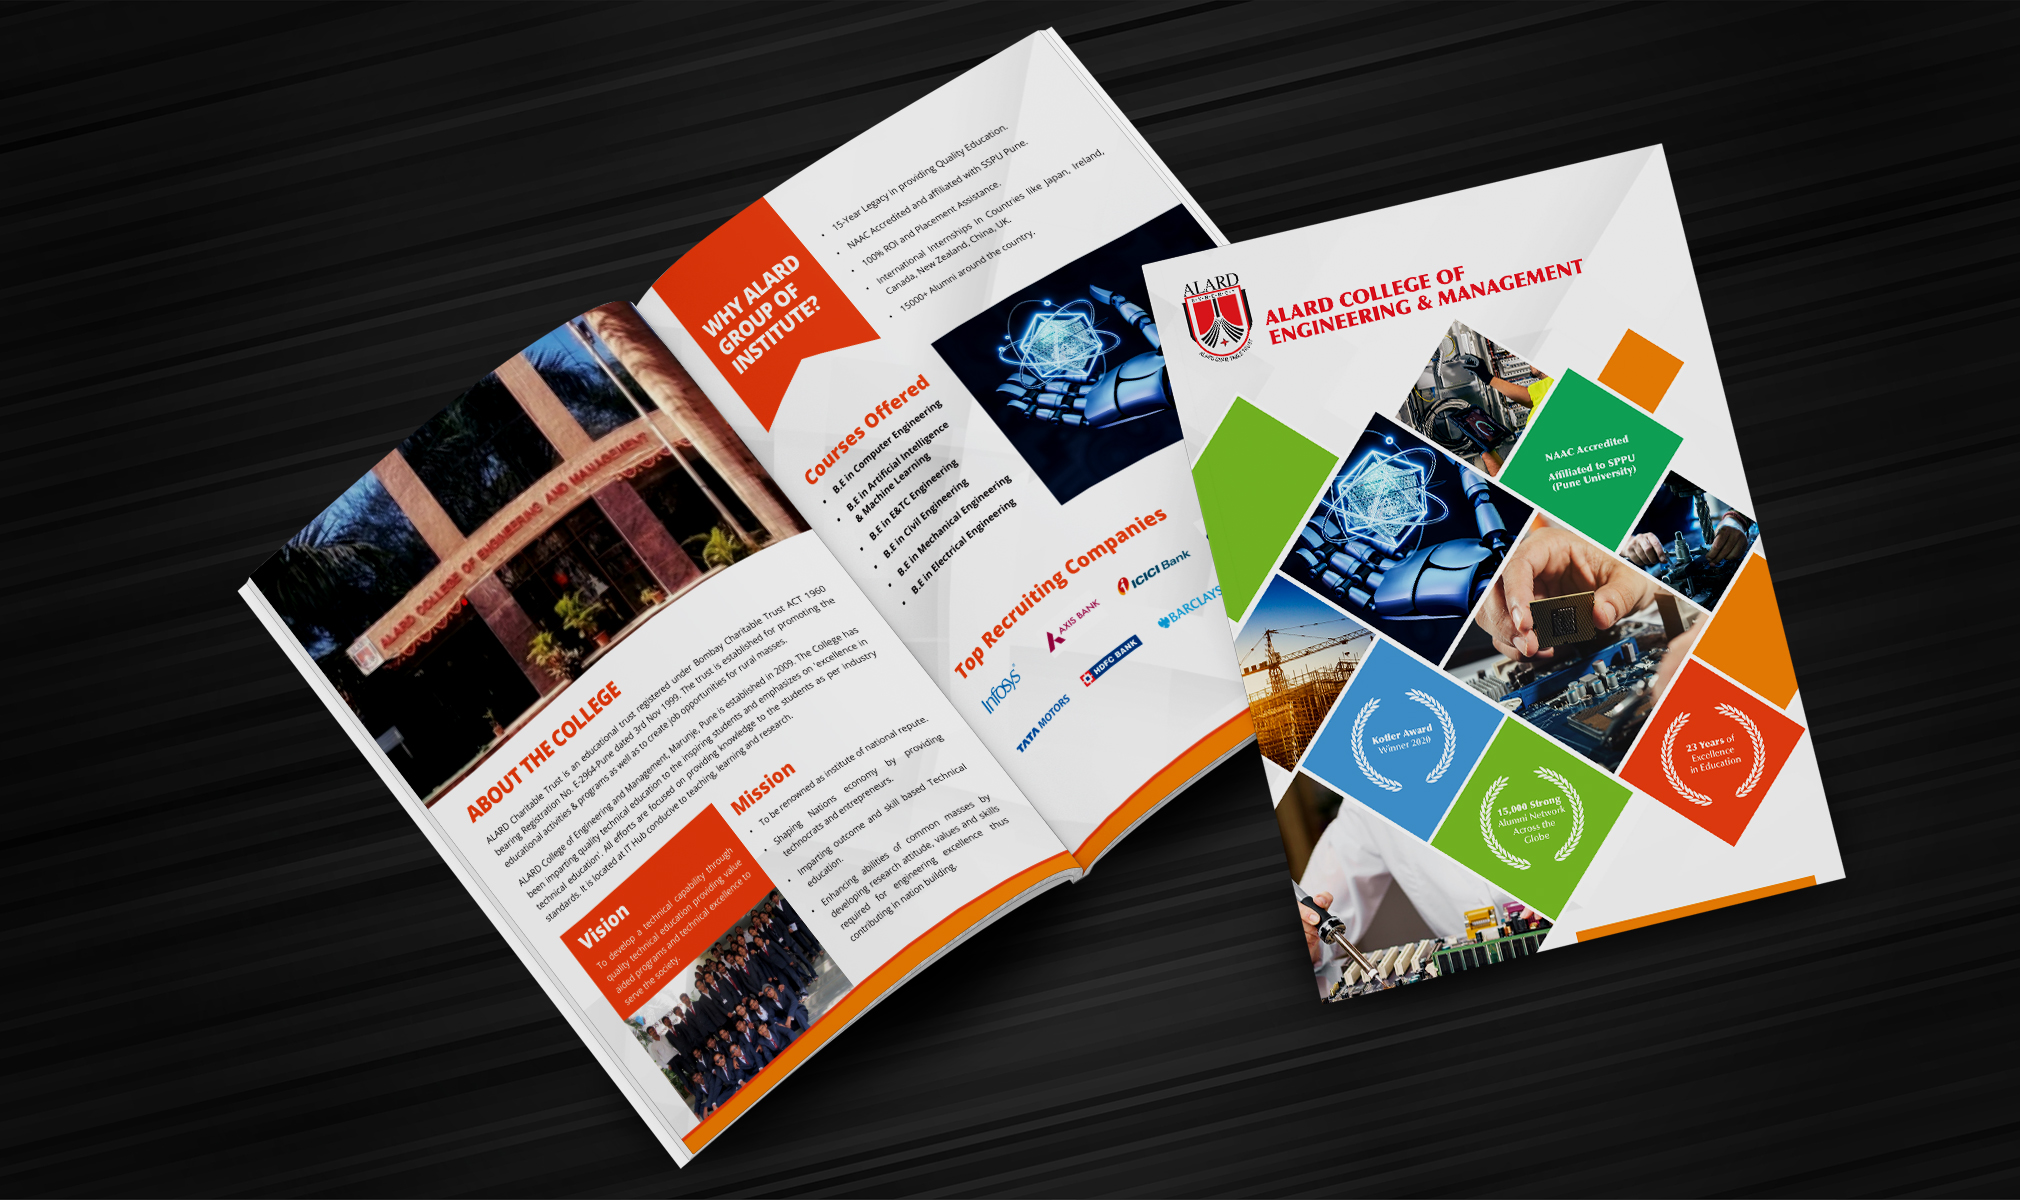 ALARD COLLEGE OF ENGINEERING AND MANAGEMENT
ABOUT THE COLLEGE
ALARD Charitable Trust is an educational trust registered under Bombay Charitable Trust ACT 1960
bearing Registration No. E-2964-Pune dated 3rd Nov 1999. The trust is established for promoting the
educational activities & programs as well as to create job opportunities for rural masses.
ALARD College of Engineering and Management, Marunje, Pune is established in 2009. The College has
been imparting quality technical education to the inspiring students and emphasizes on 'excellence in
technical education'. All efforts are focused on providing knowledge to the students as per industry
standards. It is located at IT Hub conducive to teaching, learning and research.
Vision
To develop a technical capability through
quality technical education providing value
aided programs and technical excellence to
serve the society.
Mission
• To be renowned as institute of national repute.
• Shaping Nations economy by providing
technocrats and entrepreneurs.
• Imparting outcome and skill based Technical
education.
• Enhancing abilities of common masses by
developing research attitude, values and skills
required for engineering excellence thus
contributing in nation building.
WHY ALARD
GROUP OF
INSTITUTE?
• 15-Year Legacy in providing Quality Education.
• NAAC Accredited and affiliated with SSPU Pune.
• 100% ROI and Placement Assistance.
• International Internships in Countries like Japan, Ireland,
Canada, New Zealand, China, UK.
• 15000+ Alumni around the country.
Courses Offered
• B.E in Computer Engineering
• B.E in Artificial Intelligence
& Machine Learning
• B.E in E&TC Engineering
• B.E in Civil Engineering
• B.E in Mechanical Engineering
• B.E in Electrical Engineering
Top Recruiting Companies
Infosys
AXIS BANK
ICICI Bank
TATA MOTORS
HDFC BANK
BARCLAYS
ALARD
ALARD COLLEGE OF
ENGINEERING & MANAGEMENT
NAAC Accredited
Affiliated to SPPU
(Pune University)
Kotler Award
Winner 2020
15,000 Strong
Alumni Network
Across the
Globe
23 Years of
Excellence
in Education